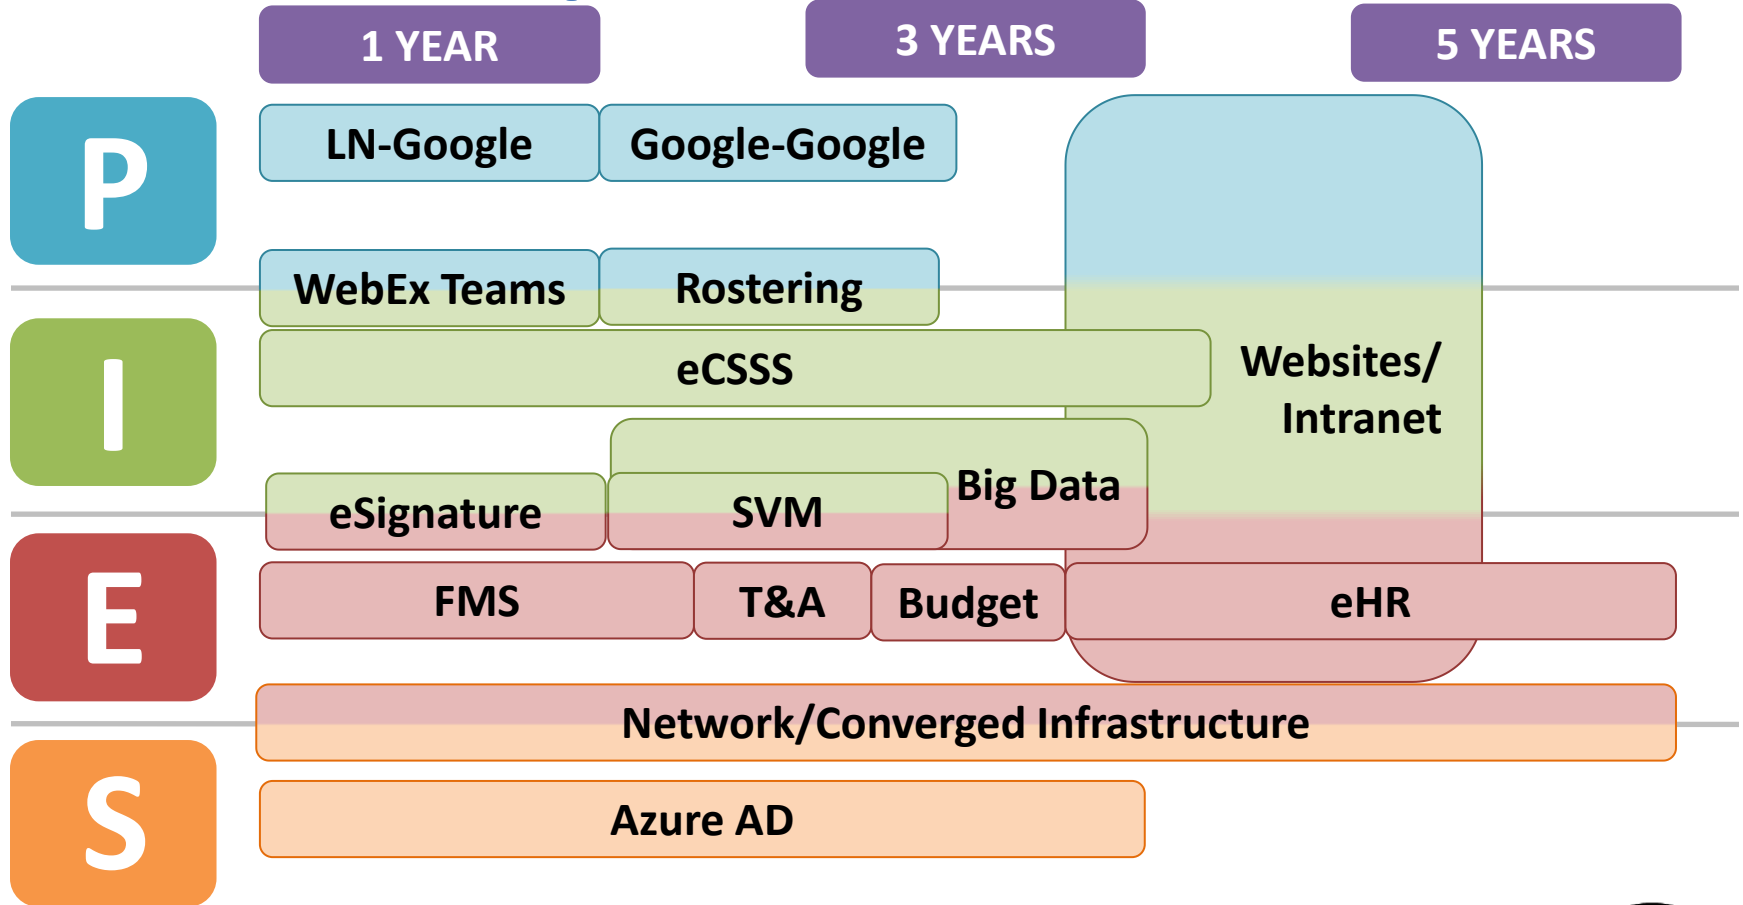 1 YEAR
3 YEARS
5 YEARS
P
LN-Google
Google-Google
WebEx Teams
Rostering
I
eCSSS
Websites/
Intranet
Big Data
eSignature
SVM
E
FMS
T&A
Budget
eHR
Network/Converged Infrastructure
S
Azure AD